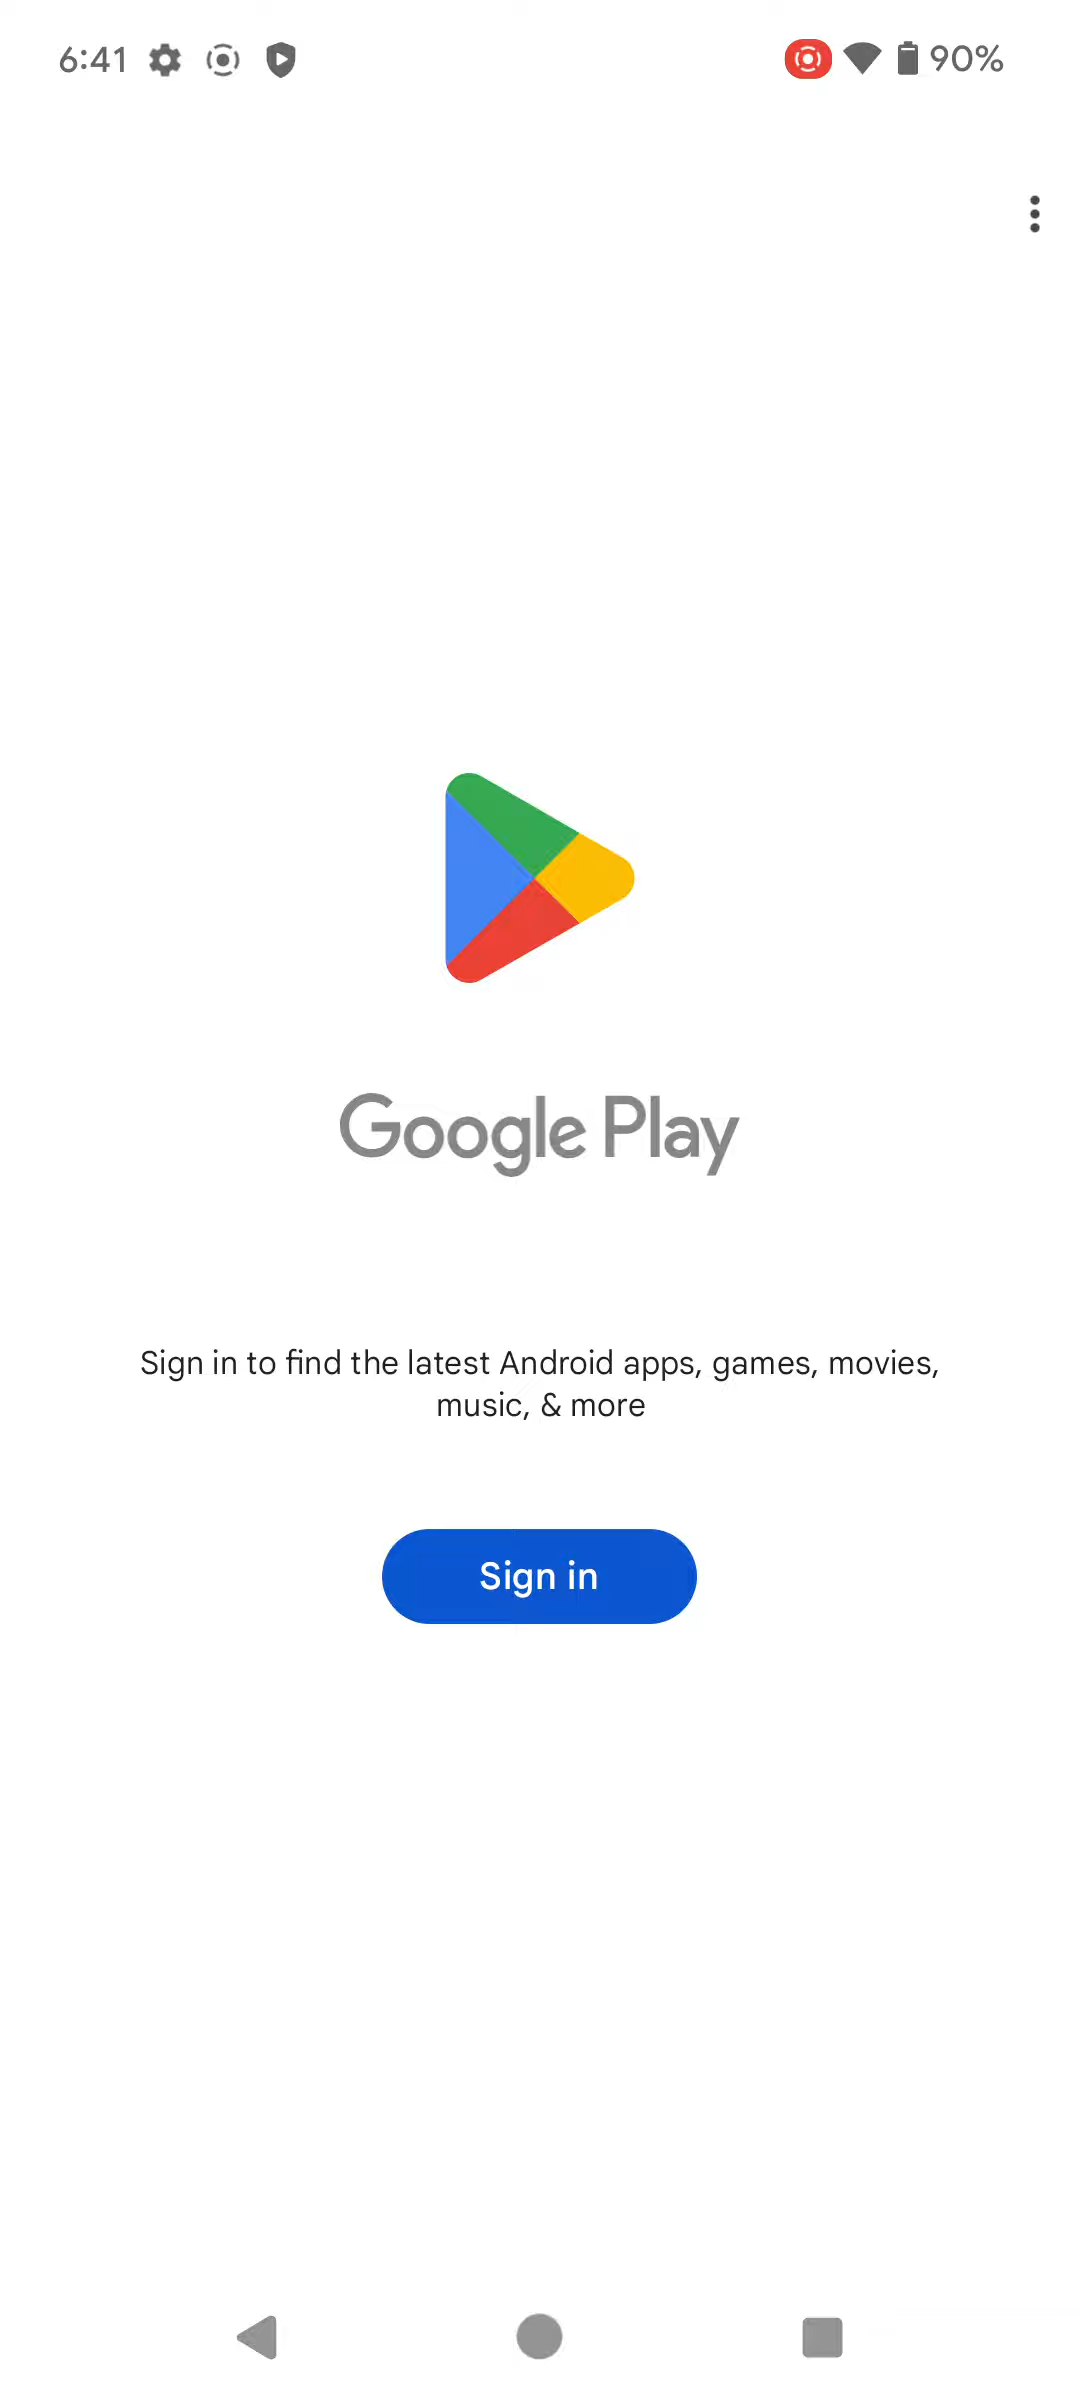 6:41
90%
Google Play
Sign in to find the latest Android apps, games, movies,
music, & more
Sign in